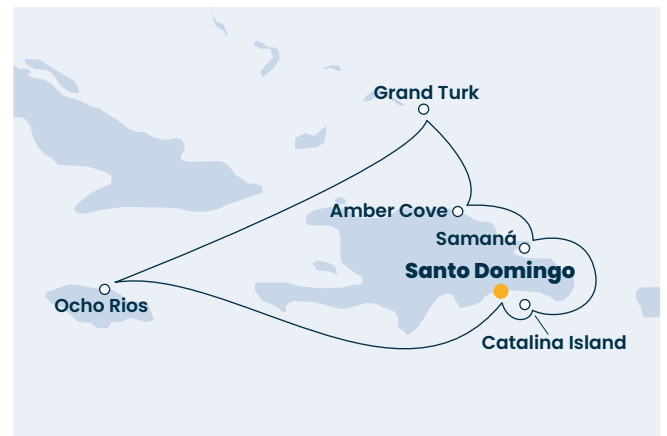 Grand Turk
Amber Cove
Samaná
Santo Domingo
Ocho Rios
Catalina Island